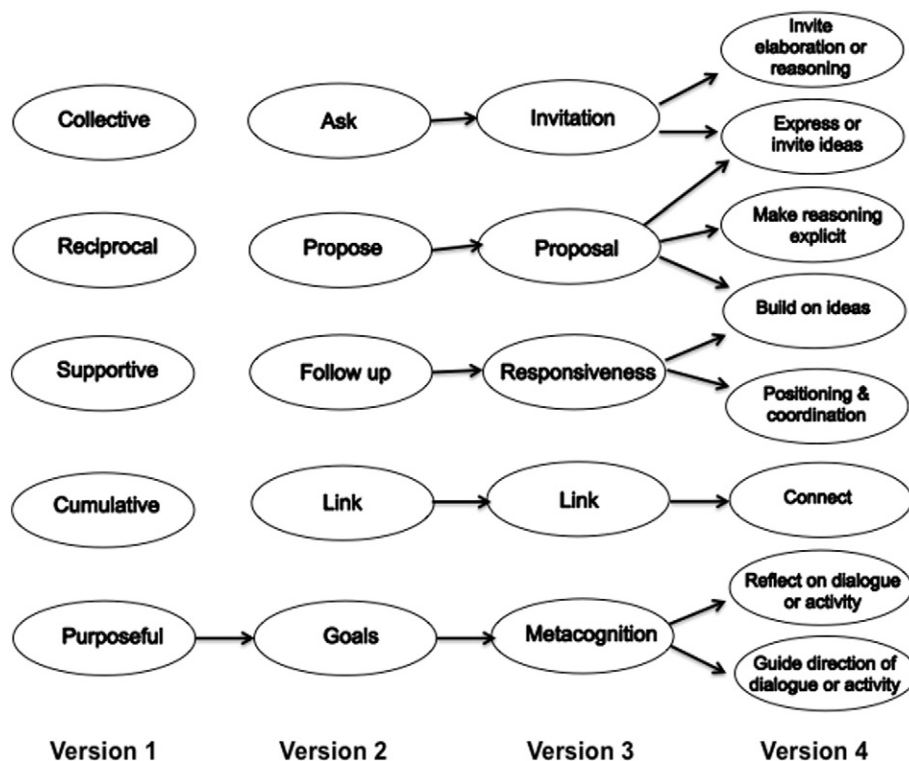 Invite
elaboration or
reasoning
Collective
Ask
Invitation
Express or
invite ideas
Reciprocal
Propose
Proposal
Make reasoning
explicit
Build on ideas
Supportive
Follow up
Responsiveness
Positioning &
coordination
Cumulative
Link
Link
Connect
Reflect on dialogue
or activity
Purposeful
Goals
Metacognition
Guide direction of
dialogue or activity
Version 1
Version 2
Version 3
Version 4